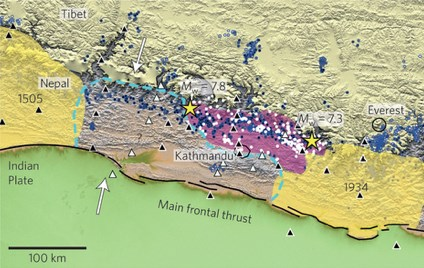 Tibet
Nepal
Mw = 7.8
1505
Mw = 7.3
Everest
Kathmandu
Indian
Plate
1934
Main frontal thrust
100 km